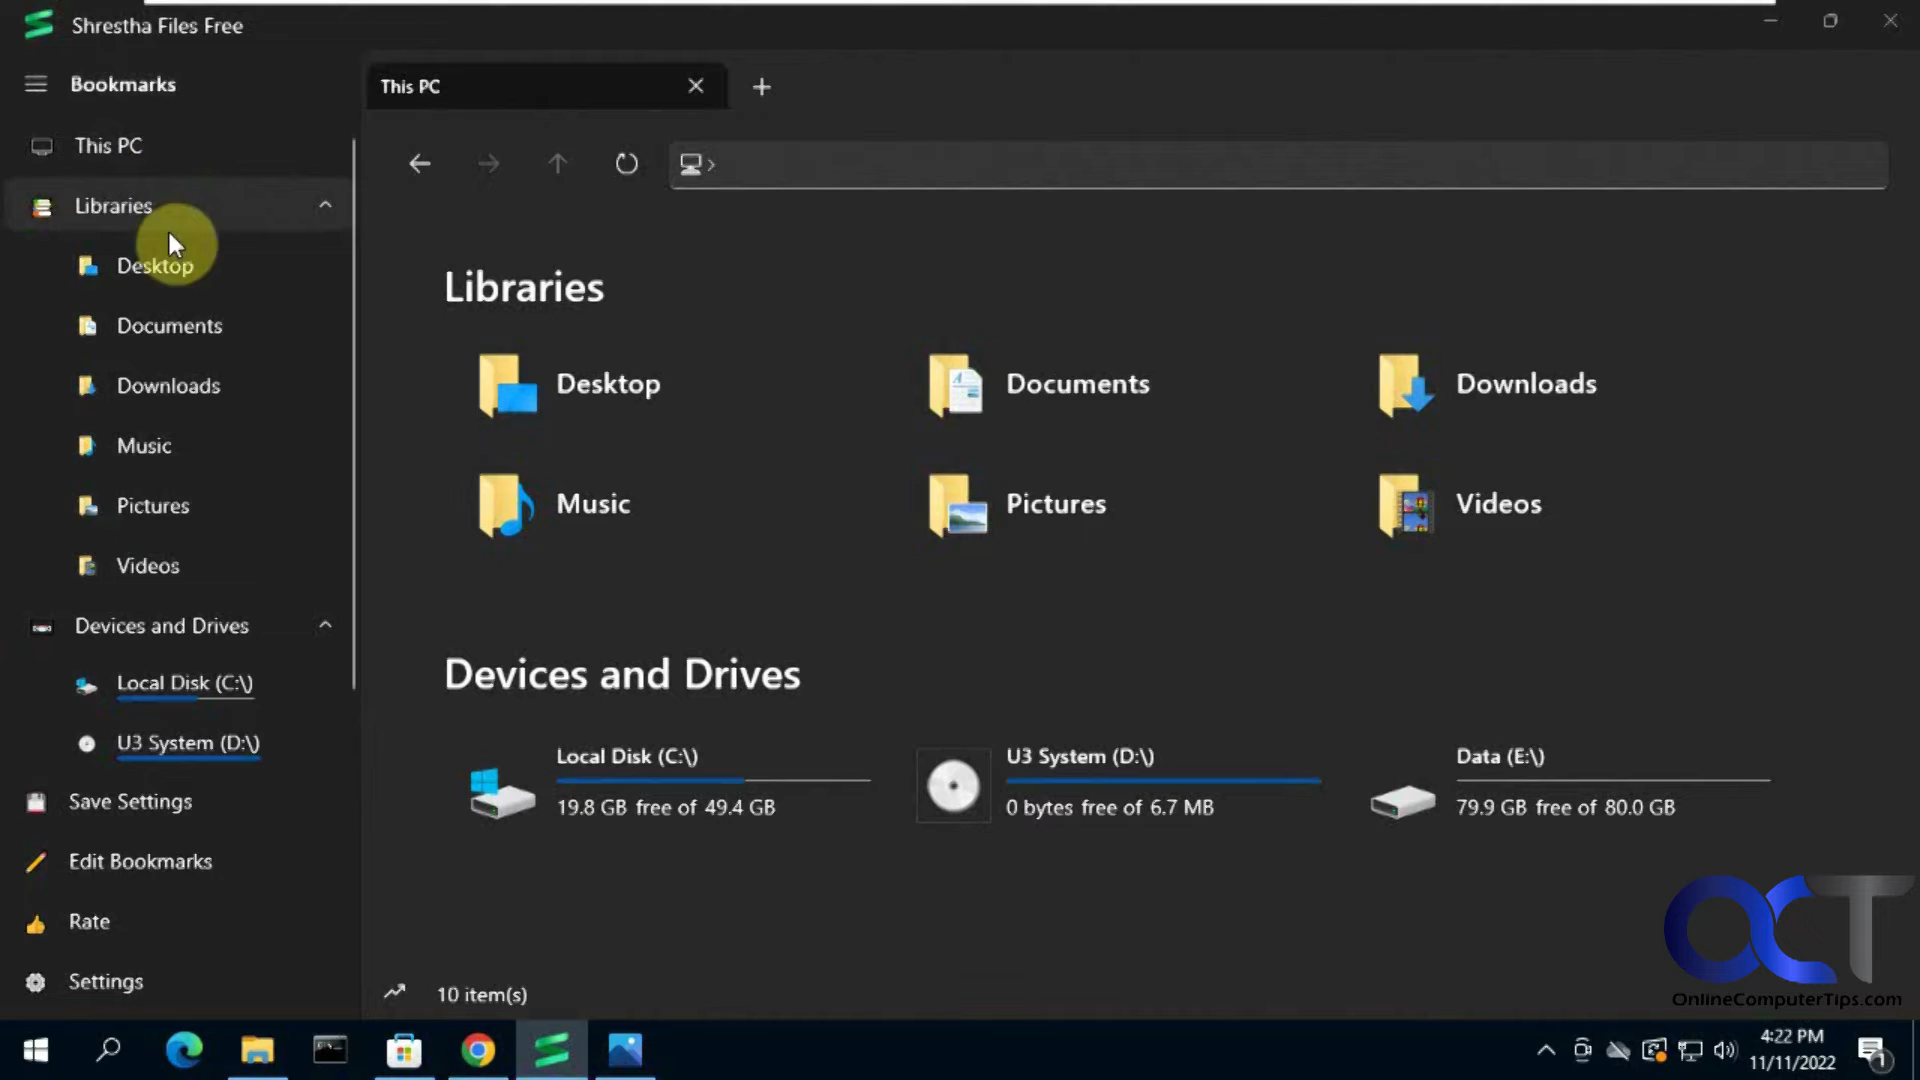 Shrestha Files Free
Bookmarks
This PC
Libraries
Desktop
Documents
Downloads
Music
Pictures
Videos
Devices and Drives
Local Disk (C:\)
U3 System (D:\)
Save Settings
Edit Bookmarks
Rate
Settings
This PC
Libraries
Desktop
Documents
Downloads
Music
Pictures
Videos
Devices and Drives
Local Disk (C:\)
19.8 GB free of 49.4 GB
U3 System (D:\)
0 bytes free of 6.7 MB
Data (E:\)
79.9 GB free of 80.0 GB
10 item(s)
OCT
OnlineComputerTips.com
4:22 PM
11/11/2022
1